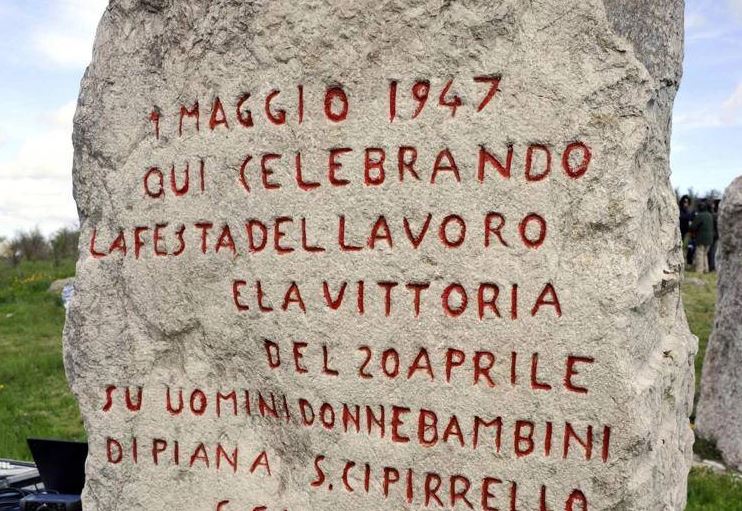 1 MAGGIO 1947
QUI CELEBRANDO
LA FESTA DEL LAVORO
E LA VITTORIA
DEL 20 APRILE
SU UOMINI DONNE BAMBINI
DI PIANA S. CIPIRRELLO